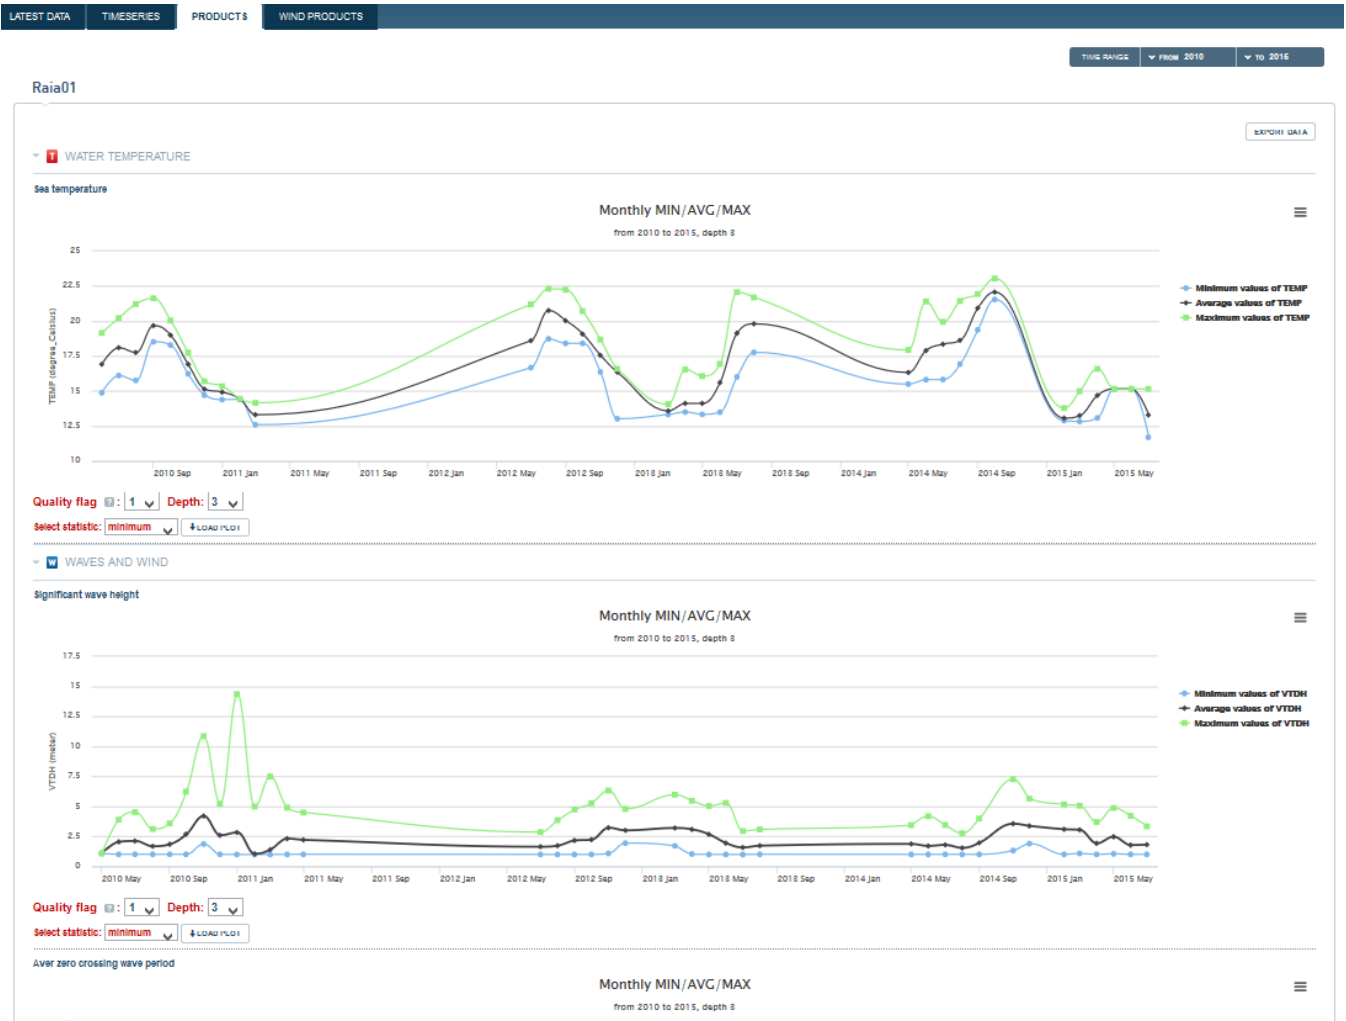 LATEST DATA TIMESERIES PRODUCTS WIND PRODUCTS
TIME RANGE FROM 2010 TO 2015
Raia01
EXPORT DATA
T WATER TEMPERATURE
Sea temperature
Monthly MIN/AVG/MAX
from 2010 to 2015, depth 3
25
22.5
20
17.5
15
12.5
10
TEMP (degree_Celsius)
Minimum values of TEMP
Average values of TEMP
Maximum values of TEMP
2010 Sep 2011 Jan 2011 May 2011 Sep 2012 Jan 2012 May 2012 Sep 2013 Jan 2013 May 2013 Sep 2014 Jan 2014 May 2014 Sep 2015 Jan 2015 May
Quality flag ? : 1 Depth: 3
Select statistic: minimum LOAD PLOT
W WAVES AND WIND
Significant wave height
Monthly MIN/AVG/MAX
from 2010 to 2015, depth 3
17.5
15
12.5
10
7.5
5
2.5
0
VTDH (meter)
Minimum values of VTDH
Average values of VTDH
Maximum values of VTDH
2010 May 2010 Sep 2011 Jan 2011 May 2011 Sep 2012 Jan 2012 May 2012 Sep 2013 Jan 2013 May 2013 Sep 2014 Jan 2014 May 2014 Sep 2015 Jan 2015 May
Quality flag ? : 1 Depth: 3
Select statistic: minimum LOAD PLOT
Aver zero crossing wave period
Monthly MIN/AVG/MAX
from 2010 to 2015, depth 3